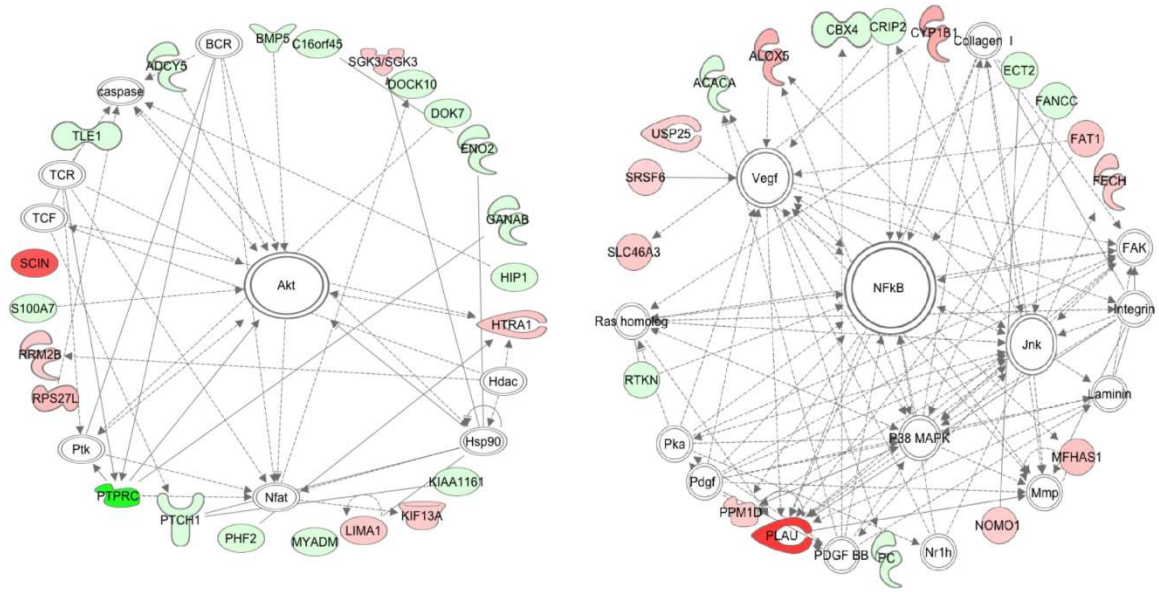 BCR
BMP5
C16orf45
SGK3/SGK3
ADCY5
DOCK10
caspase
DOK7
TLE1
ENO2
TCR
TCF
GANAB
SCIN
Akt
HIP1
S100A7
HTRA1
RRM2B
Hdac
RPS27L
Hsp90
Ptk
PTPRC
Nfat
KIAA1161
PTCH1
KIF13A
PHF2
MYADM
LIMA1
CBX4
CRIP2
CYP1B1
Collagen I
ALOX5
ECT2
ACACA
FANCC
USP25
FAT1
SRSF6
Vegf
FECH
SLC46A3
FAK
NFkB
Ras homolog
Integrin
Jnk
RTKN
Laminin
Pka
P38 MAPK
MFHAS1
Pdgf
Mmp
PPM1D
NOMO1
PLAU
PDGF BB
PC
Nr1h